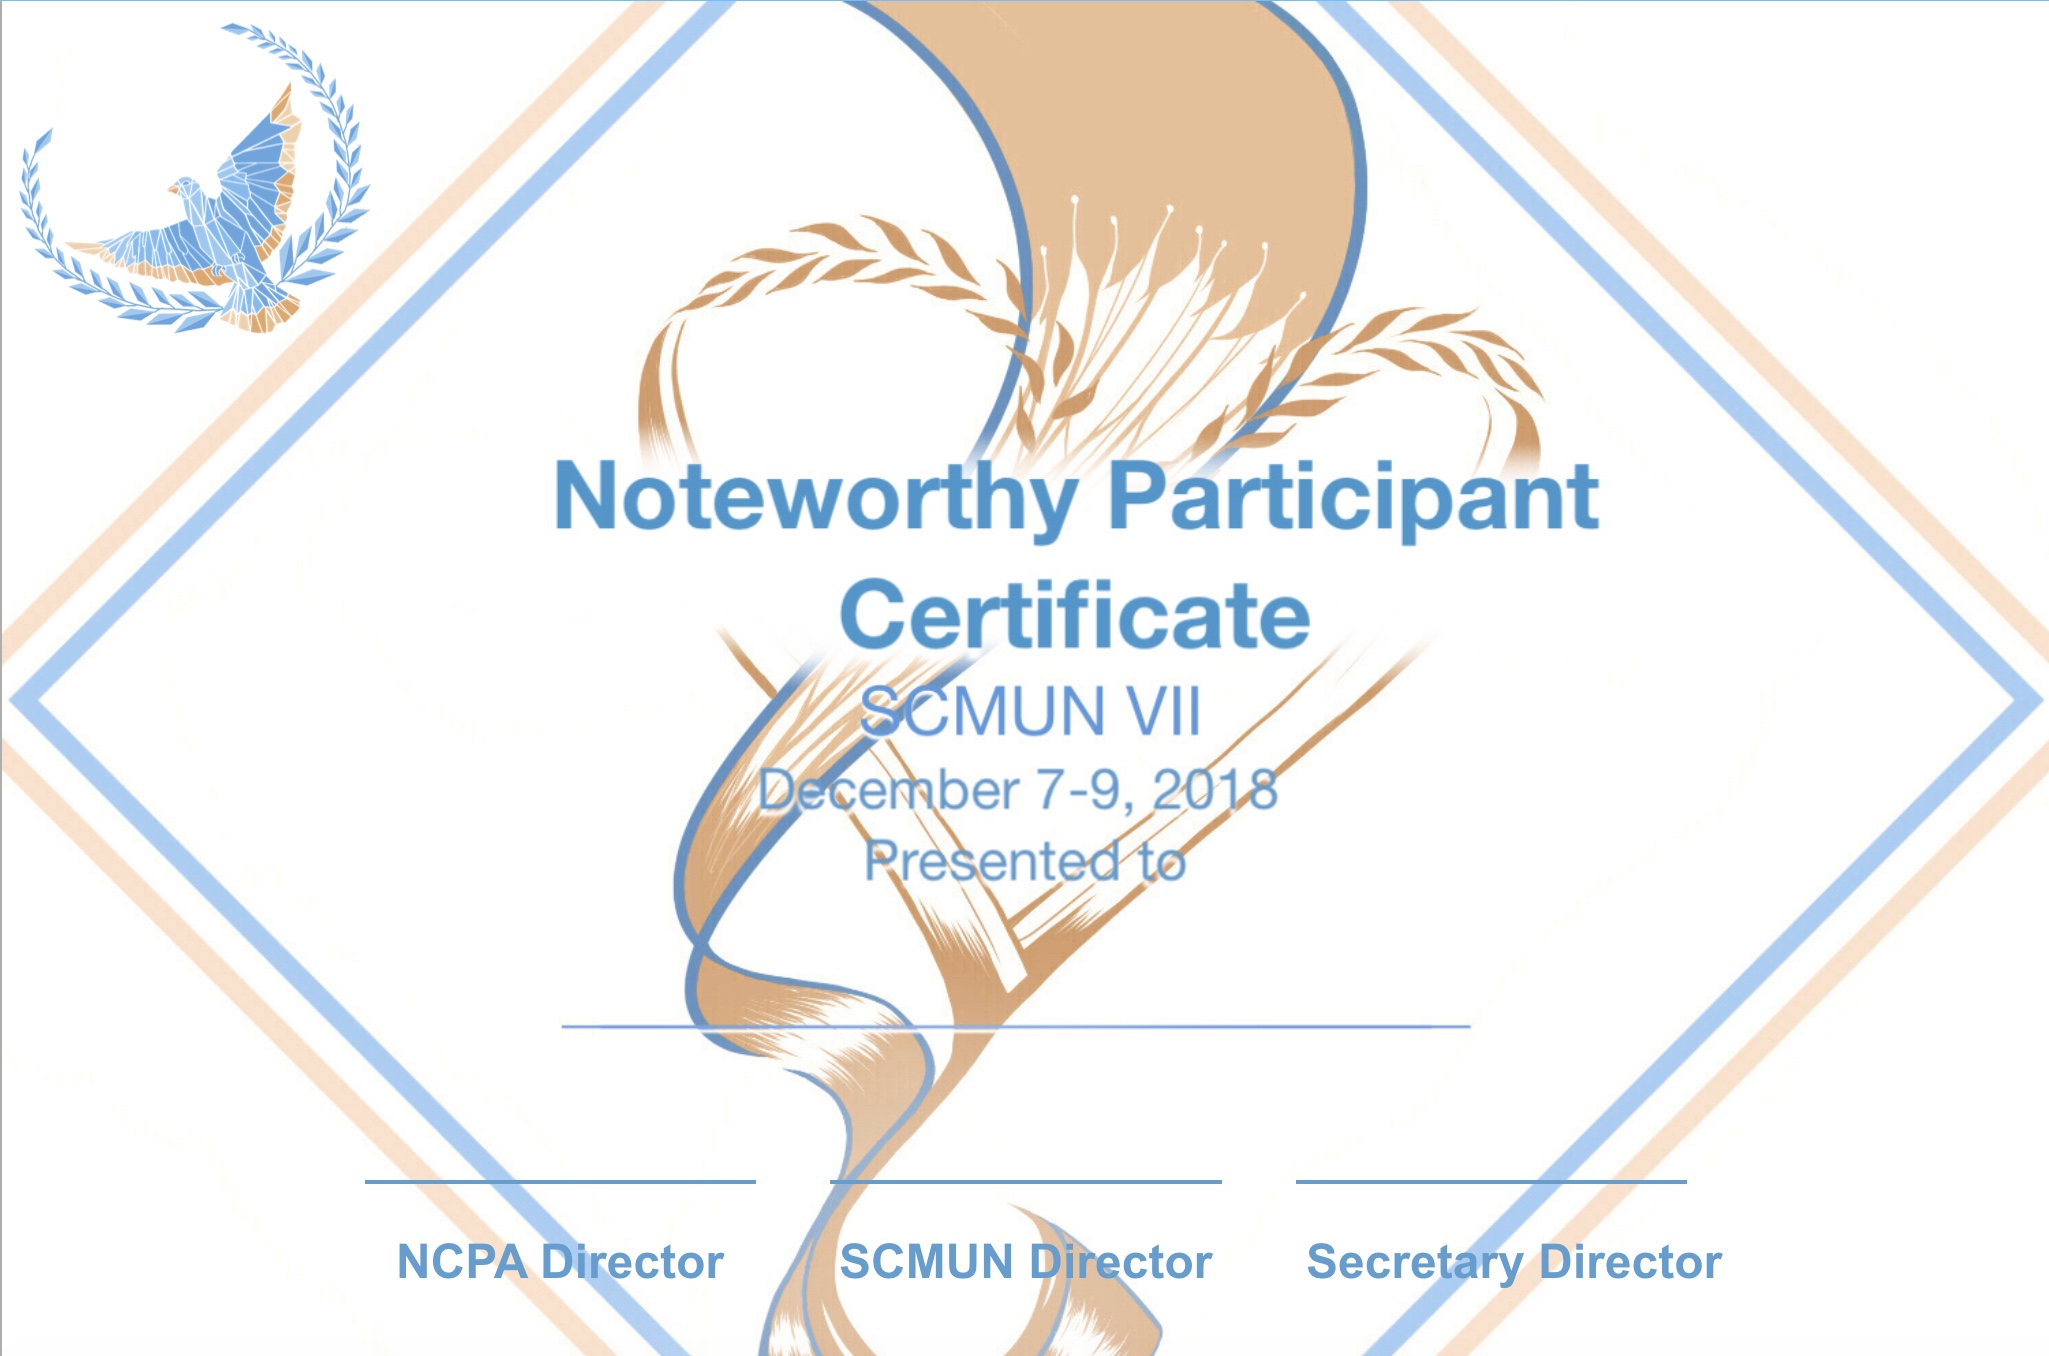 Noteworthy Participant
Certificate
SCMUN VII
December 7-9, 2018
Presented to
NCPA Director
SCMUN Director
Secretary Director